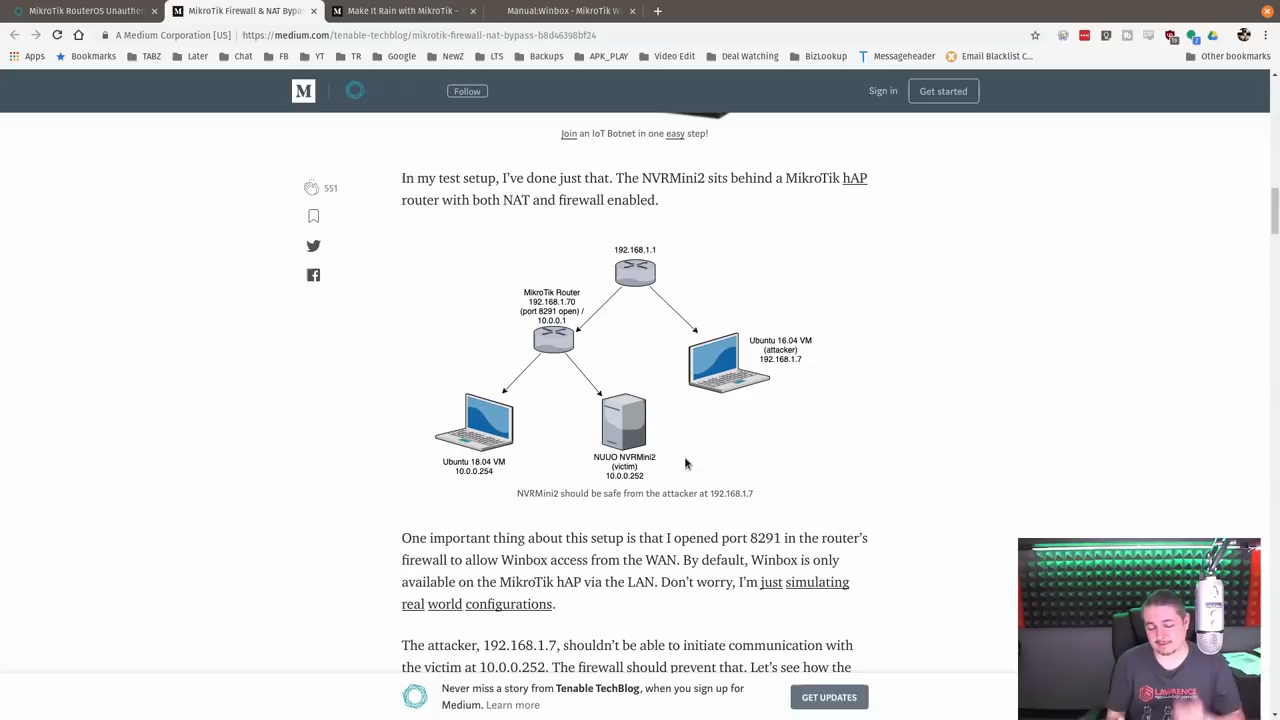 MikroTik RouterOS Unauthen
MikroTik Firewall & NAT Bypas
Make It Rain with MikroTik –
Manual:Winbox - MikroTik W
A Medium Corporation [US]
https://medium.com/tenable-techblog/mikrotik-firewall-nat-bypass-b8d46398bf24
Apps
Bookmarks
TABZ
Later
Chat
FB
YT
TR
Google
NewZ
LTS
Backups
APK_PLAY
Video Edit
Deal Watching
BizLookup
Messageheader
Email Blacklist C...
Other bookmarks
M
Follow
Sign in
Get started
Join an IoT Botnet in one easy step!
551
In my test setup, I've done just that. The NVRMini2 sits behind a MikroTik hAP
router with both NAT and firewall enabled.
192.168.1.1
MikroTik Router
192.168.1.70
(port 8291 open) /
10.0.0.1
Ubuntu 16.04 VM
(attacker)
192.168.1.7
Ubuntu 18.04 VM
10.0.0.254
NUUO NVRMini2
(victim)
10.0.0.252
NVRMini2 should be safe from the attacker at 192.168.1.7
One important thing about this setup is that I opened port 8291 in the router's
firewall to allow Winbox access from the WAN. By default, Winbox is only
available on the MikroTik hAP via the LAN. Don't worry, I'm just simulating
real world configurations.
The attacker, 192.168.1.7, shouldn't be able to initiate communication with
the victim at 10.0.0.252. The firewall should prevent that. Let's see how the
Never miss a story from Tenable TechBlog, when you sign up for
Medium. Learn more
GET UPDATES
LAWRENCE